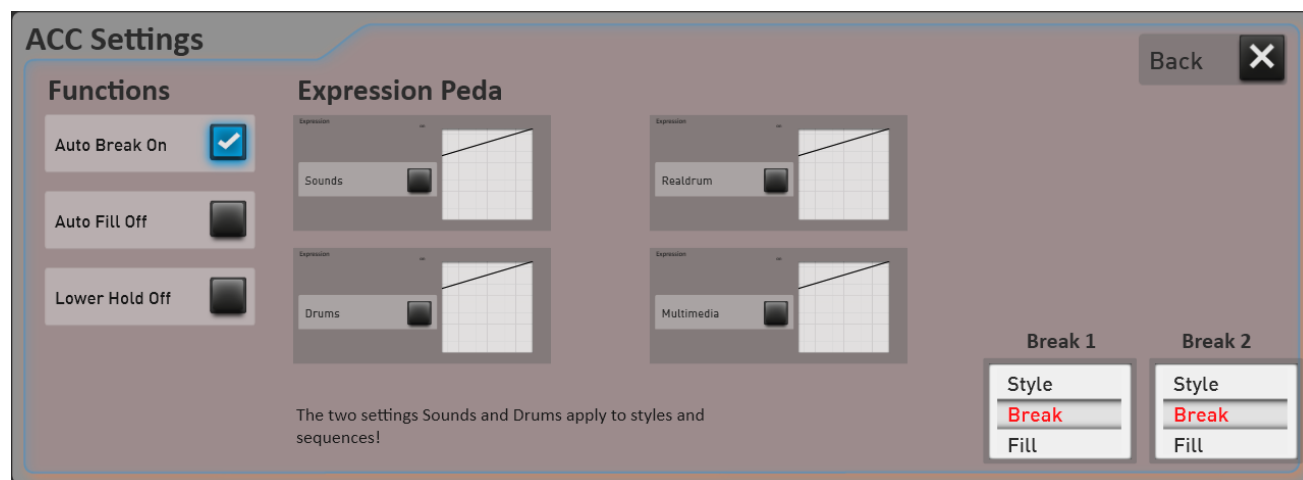 ACC Settings
Back
Functions
Expression Peda
Auto Break On
Auto Fill Off
Lower Hold Off
Expression
Sounds
Expression
Realdrum
Expression
Drums
Expression
Multimedia
The two settings Sounds and Drums apply to styles and
sequences!
Break 1
Style
Break
Fill
Break 2
Style
Break
Fill